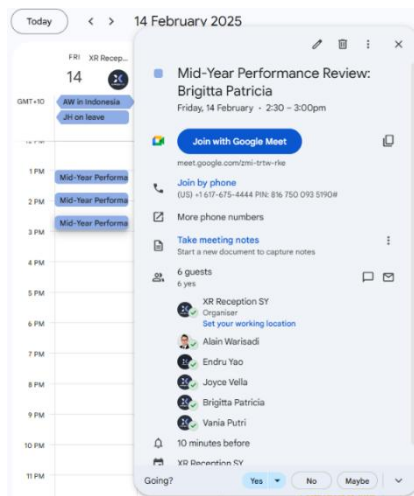 Today
14 February 2025
FRI
XR Recep...
14
GMT+10
AW in Indonesia
JH on leave
1 PM
Mid-Year Performa
2 PM
Mid-Year Performa
Mid-Year Performa
3 PM
4 PM
5 PM
6 PM
7 PM
8 PM
9 PM
10 PM
11 PM
Mid-Year Performance Review:
Brigitta Patricia
Friday, 14 February • 2:30 – 3:00pm
Join with Google Meet
meet.google.com/zmi-trtw-rke
Join by phone
(US) +1 617-675-4444 PIN: 816 750 093 5190#
More phone numbers
Take meeting notes
Start a new document to capture notes
6 guests
6 yes
XR Reception SY
Organiser
Set your working location
Alain Warisadi
Endru Yao
Joyce Vella
Brigitta Patricia
Vania Putri
10 minutes before
XR Reception SY
Going?
Yes
No
Maybe